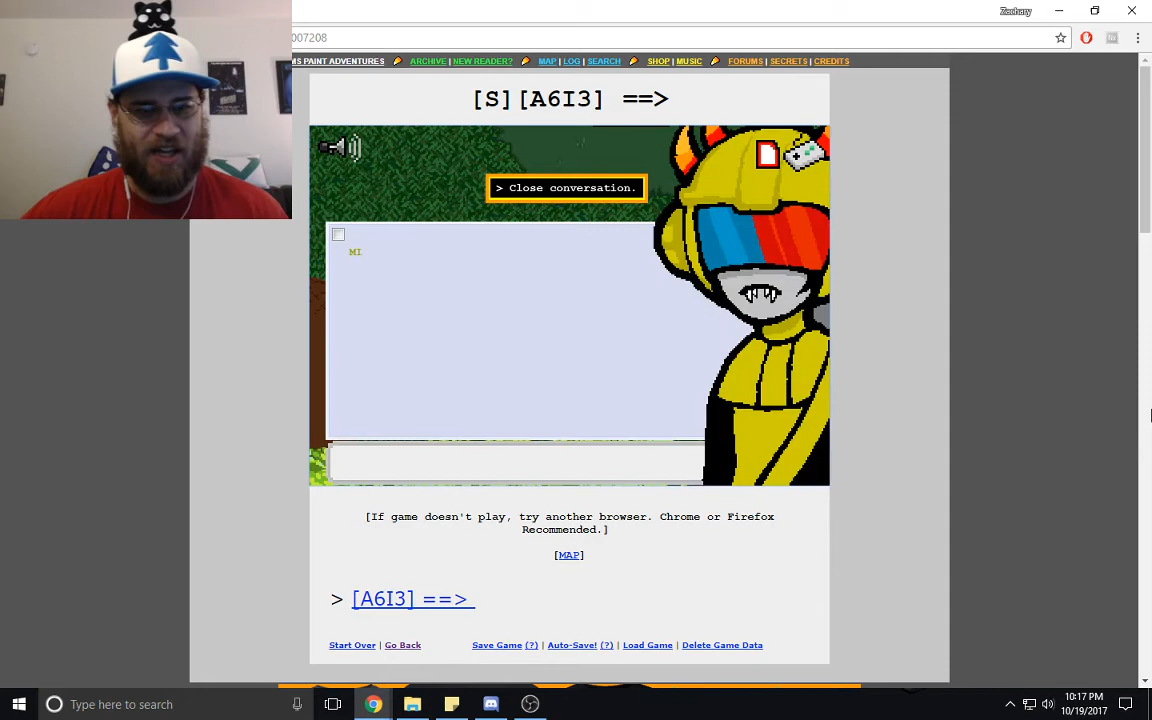 Zachary
007208
MS PAINT ADVENTURES ARCHIVE | NEW READER? MAP | LOG | SEARCH SHOP | MUSIC FORUMS | SECRETS | CREDITS
[S][A6I3] ==>
> Close conversation.
MI
[If game doesn't play, try another browser. Chrome or Firefox
Recommended.]
[MAP]
> [A6I3] ==>
Start Over | Go Back Save Game (?) | Auto-Save! (?) | Load Game | Delete Game Data
Type here to search
10:17 PM
10/19/2017